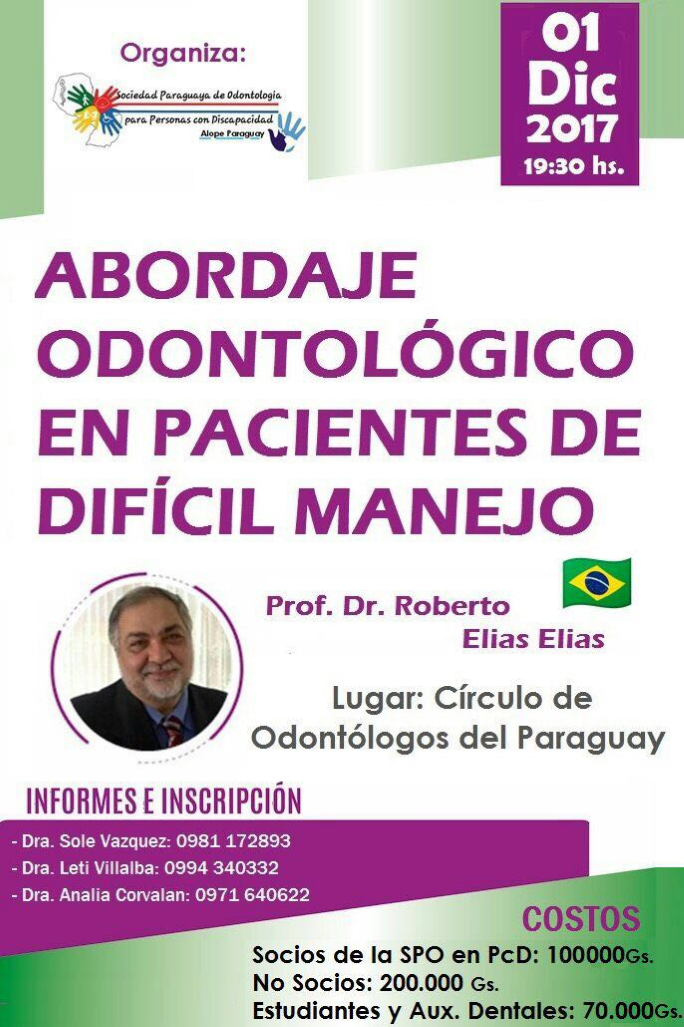 Organiza:
Sociedad Paraguaya de Odontología
para Personas con Discapacidad
Alope Paraguay
01
Dic
2017
19:30 hs.
ABORDAJE
ODONTOLÓGICO
EN PACIENTES DE
DIFÍCIL MANEJO
Prof. Dr. Roberto
Elias Elias
Lugar: Círculo de
Odontólogos del Paraguay
INFORMES E INSCRIPCIÓN
- Dra. Sole Vazquez: 0981 172893
- Dra. Leti Villalba: 0994 340332
- Dra. Analia Corvalan: 0971 640622
COSTOS
Socios de la SPO en PcD: 100000Gs.
No Socios: 200.000 Gs.
Estudiantes y Aux. Dentales: 70.000Gs.